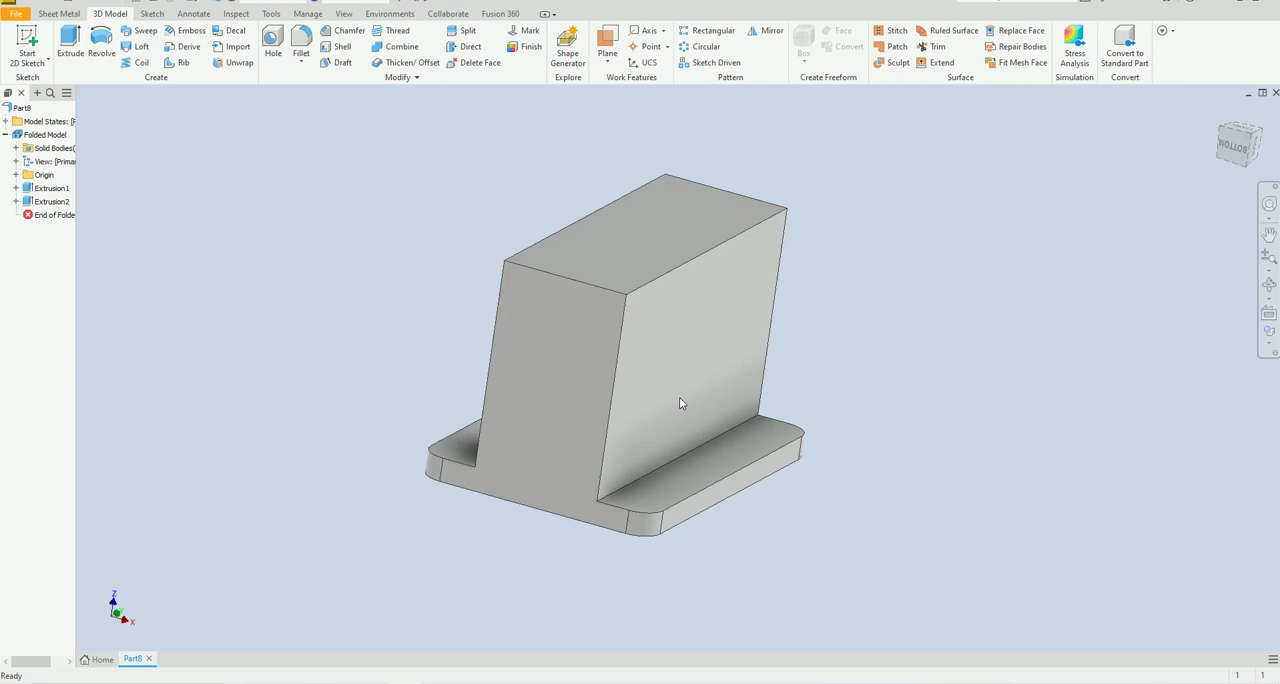 File Sheet Metal 3D Model Sketch Annotate Inspect Tools Manage View Environments Collaborate Fusion 360
Start 2D Sketch
Sketch
Extrude Revolve
Sweep Emboss Decal
Loft Derive Import
Coil Rib Unwrap
Create
Hole Fillet
Chamfer Thread Split Mark
Shell Combine Direct Finish
Draft Thicken/ Offset Delete Face
Modify
Shape Generator
Explore
Plane
Axis
Point
UCS
Work Features
Rectangular Mirror
Circular
Sketch Driven
Pattern
Box
Face
Convert
Create Freeform
Stitch Ruled Surface Replace Face
Patch Trim Repair Bodies
Sculpt Extend Fit Mesh Face
Surface
Stress Analysis
Simulation
Convert to Standard Part
Convert
Part8
Model States: [
Folded Model
Solid Bodies(
View: [Prima
Origin
Extrusion1
Extrusion2
End of Folde
BOTTOM
Z
X
Home Part8
Ready 1 1